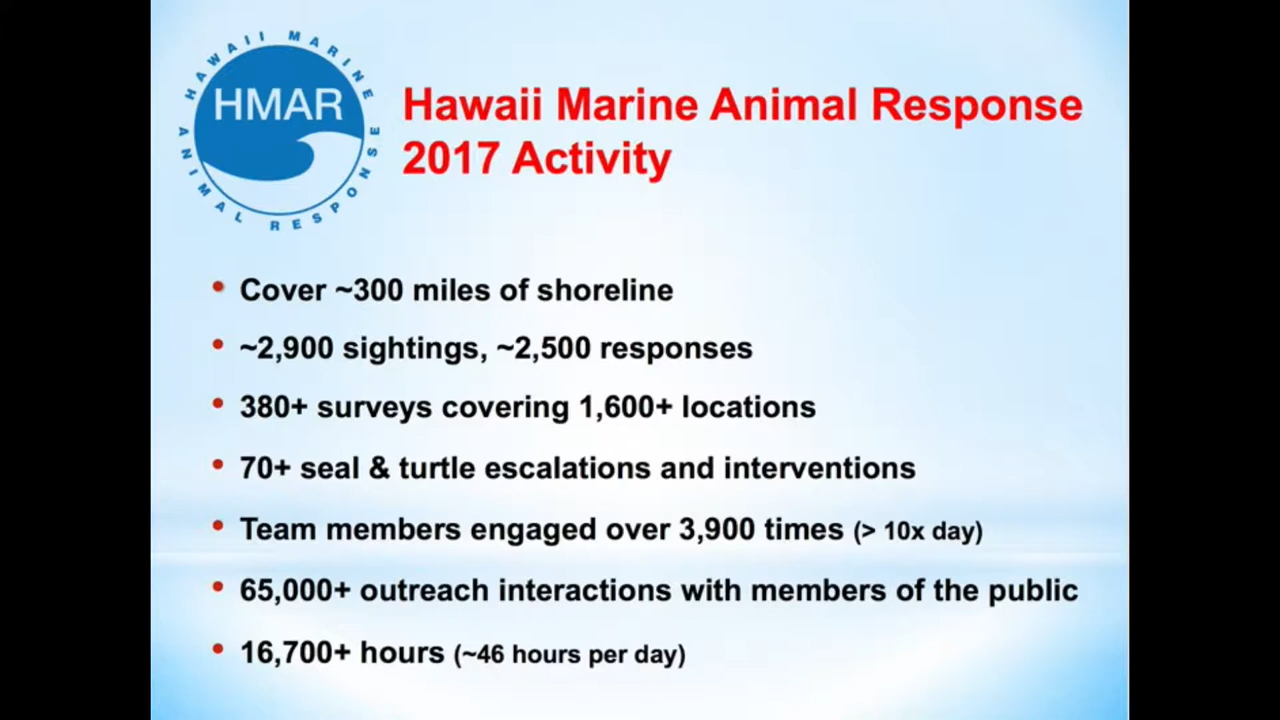 HAWAII MARINE
HMAR
ANIMAL RESPONSE
Hawaii Marine Animal Response
2017 Activity
• Cover ~300 miles of shoreline
• ~2,900 sightings, ~2,500 responses
• 380+ surveys covering 1,600+ locations
• 70+ seal & turtle escalations and interventions
• Team members engaged over 3,900 times (> 10x day)
• 65,000+ outreach interactions with members of the public
• 16,700+ hours (~46 hours per day)